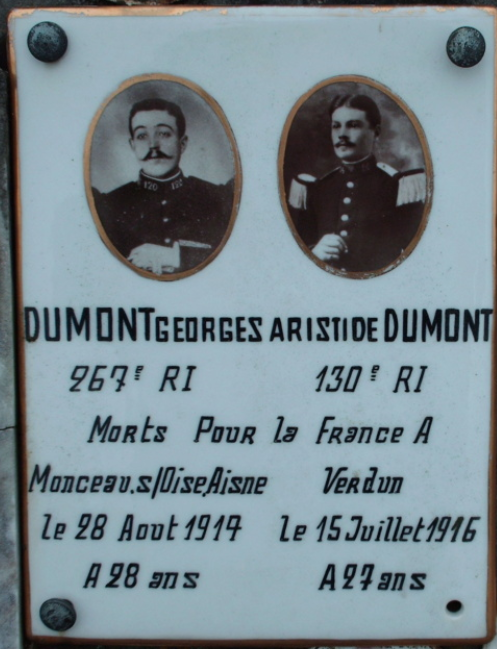 DUMONT GEORGES ARISTIDE DUMONT
267e RI 130e RI
Morts Pour la France A
Monceau.s/Oise,Aisne Verdun
le 28 Aout 1914 le 15 Juillet 1916
A 28 ans A 27 ans